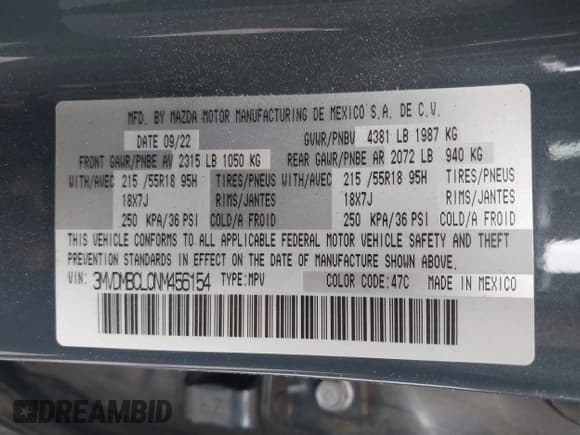 MFD. BY MAZDA MOTOR MANUFACTURING DE MEXICO S.A. DE C.V.
DATE 09/22 GVWR/PNBV 4381 LB 1987 KG
FRONT GAWR/PNBE AV 2315 LB 1050 KG REAR GAWR/PNBE AR 2072 LB 940 KG
WITH/AVEC 215 /55R18 95H TIRES/PNEUS WITH/AVEC 215 /55R18 95H TIRES/PNEUS
18X7J RIMS/JANTES 18X7J RIMS/JANTES
250 KPA/36 PSI COLD/A FROID 250 KPA/36 PSI COLD/A FROID
THIS VEHICLE CONFORMS TO ALL APPLICABLE FEDERAL MOTOR VEHICLE SAFETY AND THEFT
PREVENTION STANDARDS IN EFFECT ON THE DATE OF MANUFACTURE SHOWN ABOVE.
VIN: 3MVDMBCL0NM456154 TYPE:MPV COLOR CODE:47C MADE IN MEXICO
DREAMBID